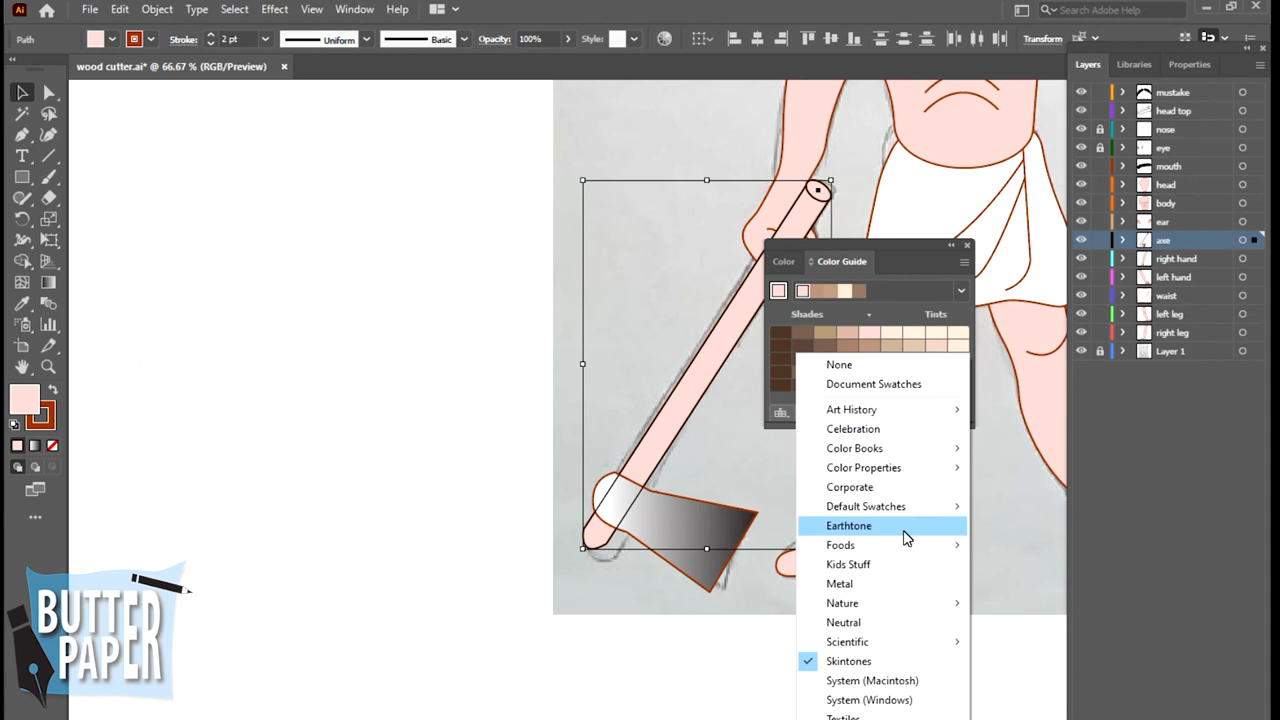 Ai File Edit Object Type Select Effect View Window Help Search Adobe Help
Path Stroke: 2 pt Uniform Basic Opacity: 100% Style: Transform
wood cutter.ai* @ 66.67 % (RGB/Preview) ×
Layers Libraries Properties
mustake
head top
nose
eye
mouth
head
body
ear
axe
right hand
left hand
waist
left leg
right leg
Layer 1
Color Color Guide
Shades Tints
None
Document Swatches
Art History
Celebration
Color Books
Color Properties
Corporate
Default Swatches
Earthtone
Foods
Kids Stuff
Metal
Nature
Neutral
Scientific
Skintones
System (Macintosh)
System (Windows)
Textiles
BUTTER
PAPER